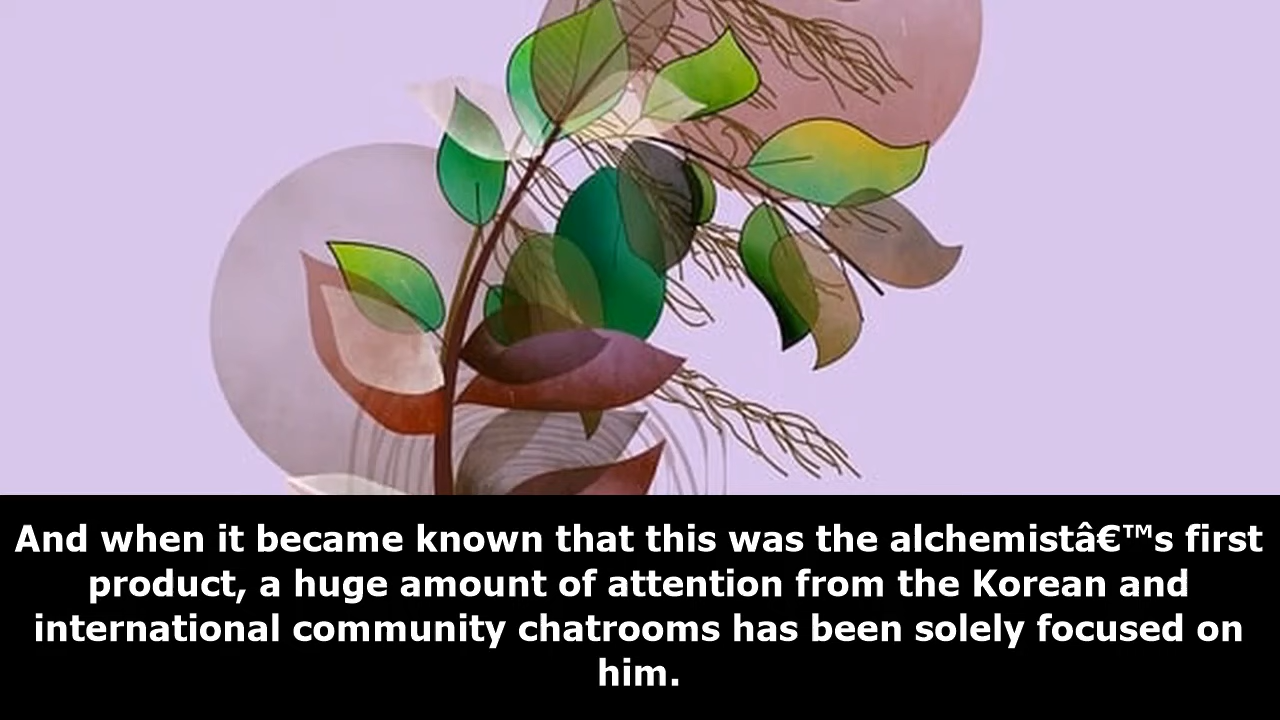 And when it became known that this was the alchemistâ€™s first
product, a huge amount of attention from the Korean and
international community chatrooms has been solely focused on
him.